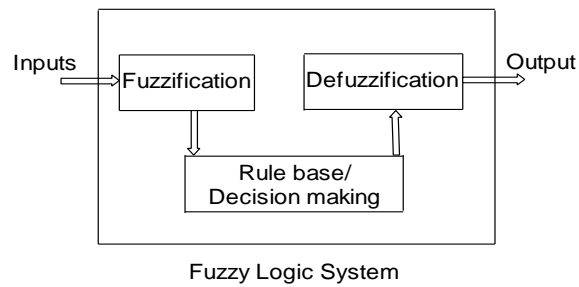 Inputs
Fuzzification
Defuzzification
Output
Rule base/
Decision making
Fuzzy Logic System